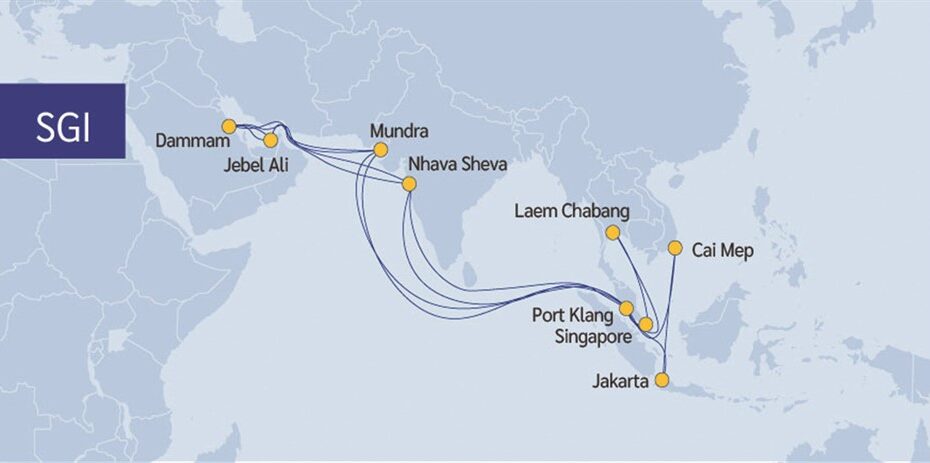 SGI
Dammam
Jebel Ali
Mundra
Nhava Sheva
Laem Chabang
Cai Mep
Port Klang
Singapore
Jakarta